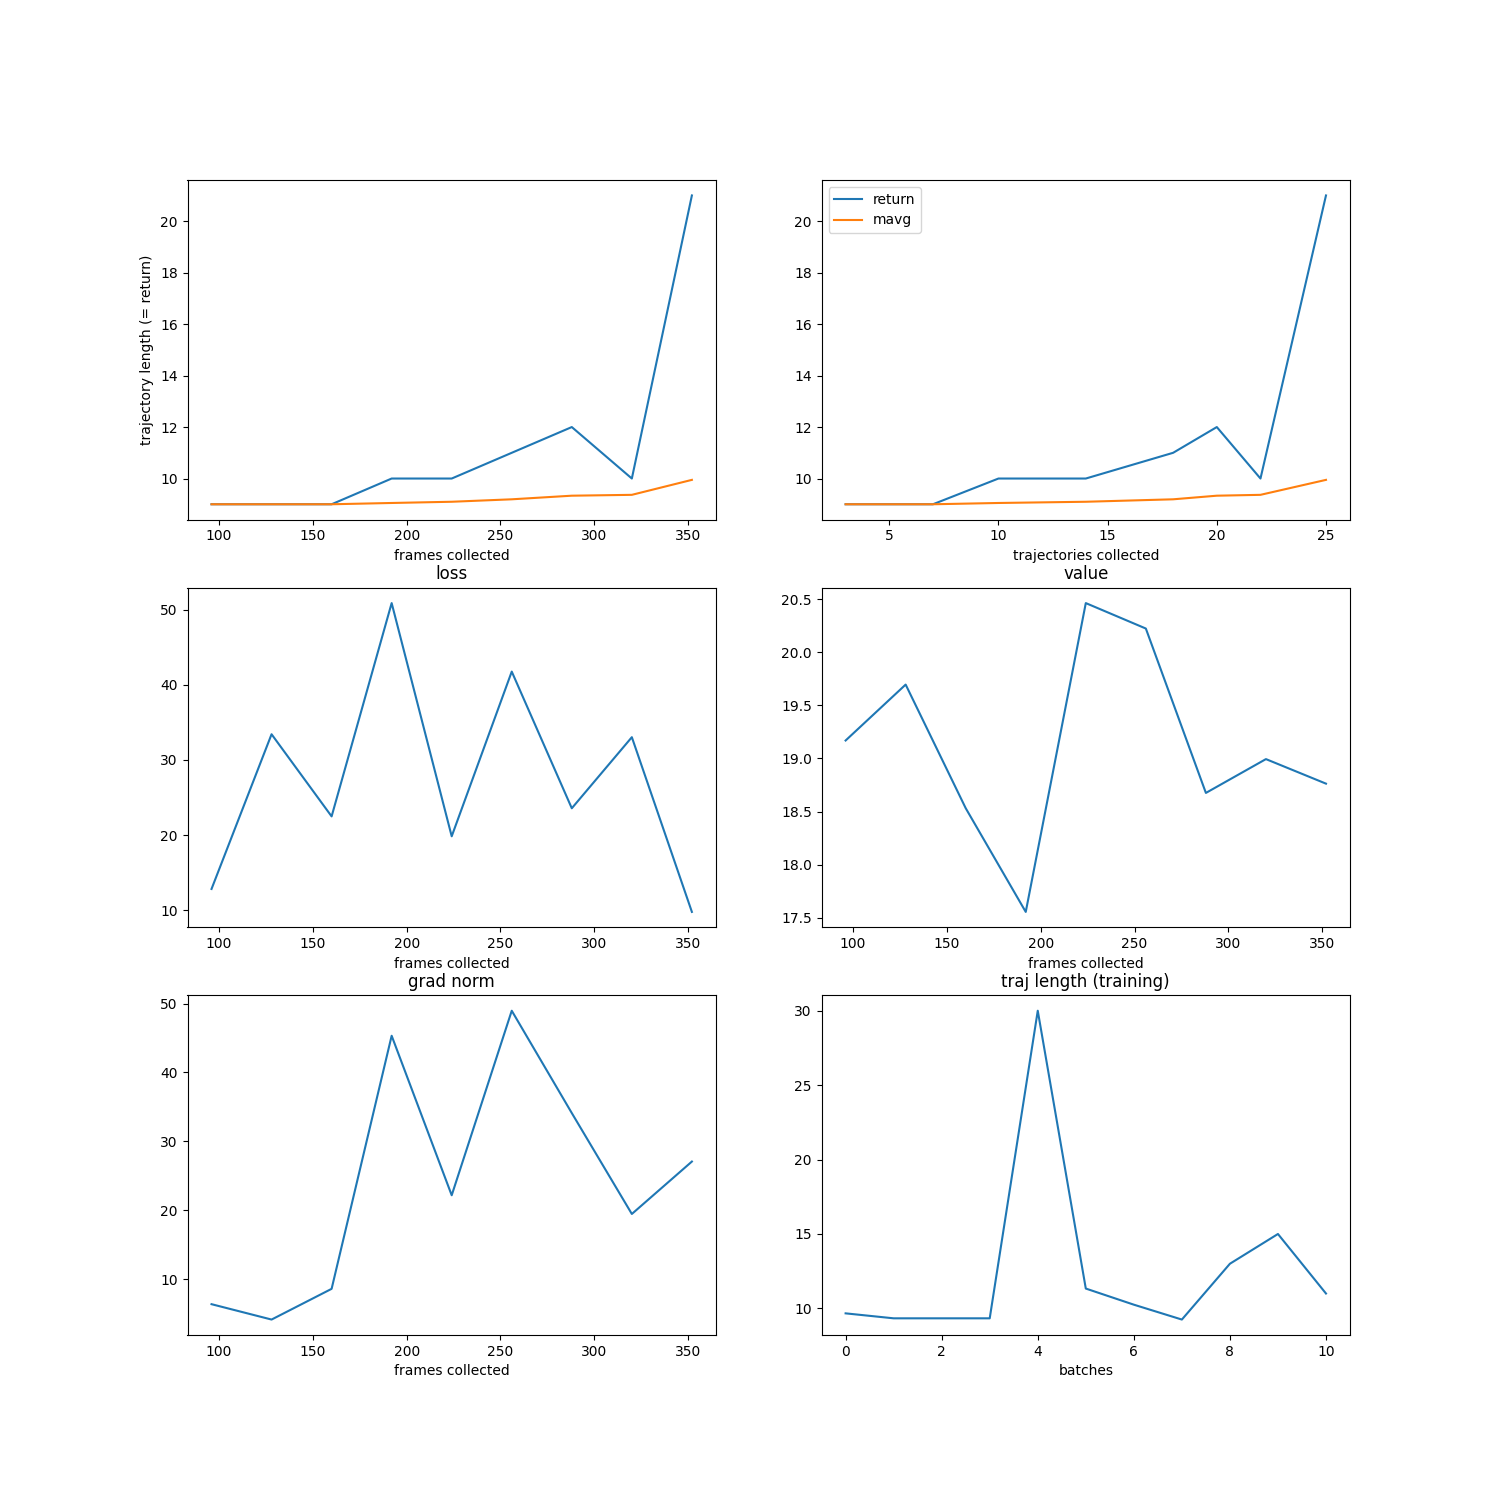 20
18
16
14
12
10
trajectory length (= return)
100 150 200 250 300 350
frames collected
return
mavg
20
18
16
14
12
10
5 10 15 20 25
trajectories collected
loss
50
40
30
20
10
100 150 200 250 300 350
frames collected
value
20.5
20.0
19.5
19.0
18.5
18.0
17.5
100 150 200 250 300 350
frames collected
grad norm
50
40
30
20
10
100 150 200 250 300 350
frames collected
traj length (training)
30
25
20
15
10
0 2 4 6 8 10
batches